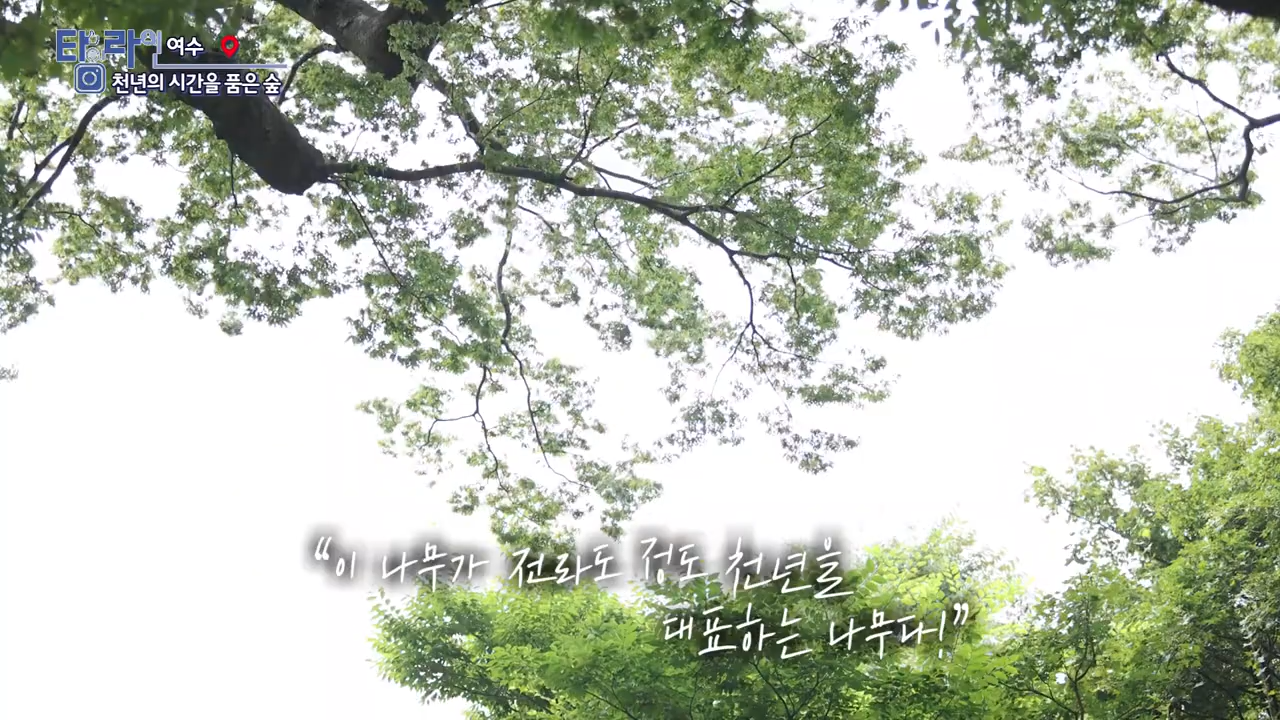 탐라의 여수
천년의 시간을 품은 숲
“이 나무가 전라도 정도 천년을
대표하는 나무다!”